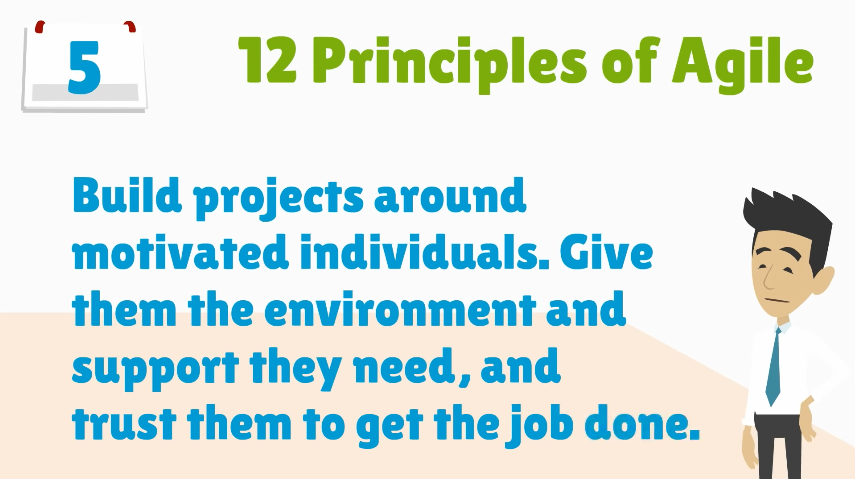 5
12 Principles of Agile
Build projects around
motivated individuals. Give
them the environment and
support they need, and
trust them to get the job done.